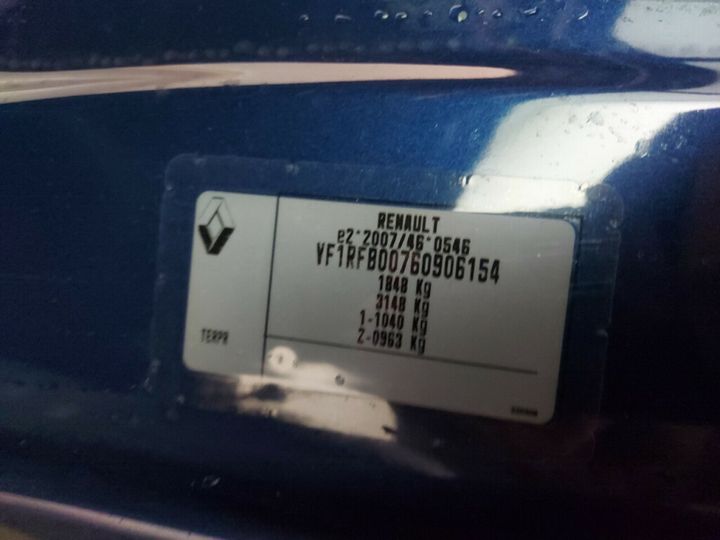 RENAULT
e2*2007/46*0546
VF1RFB00760906154
1848 Kg
3148 Kg
1-1040 Kg
2-0963 Kg
TERPR